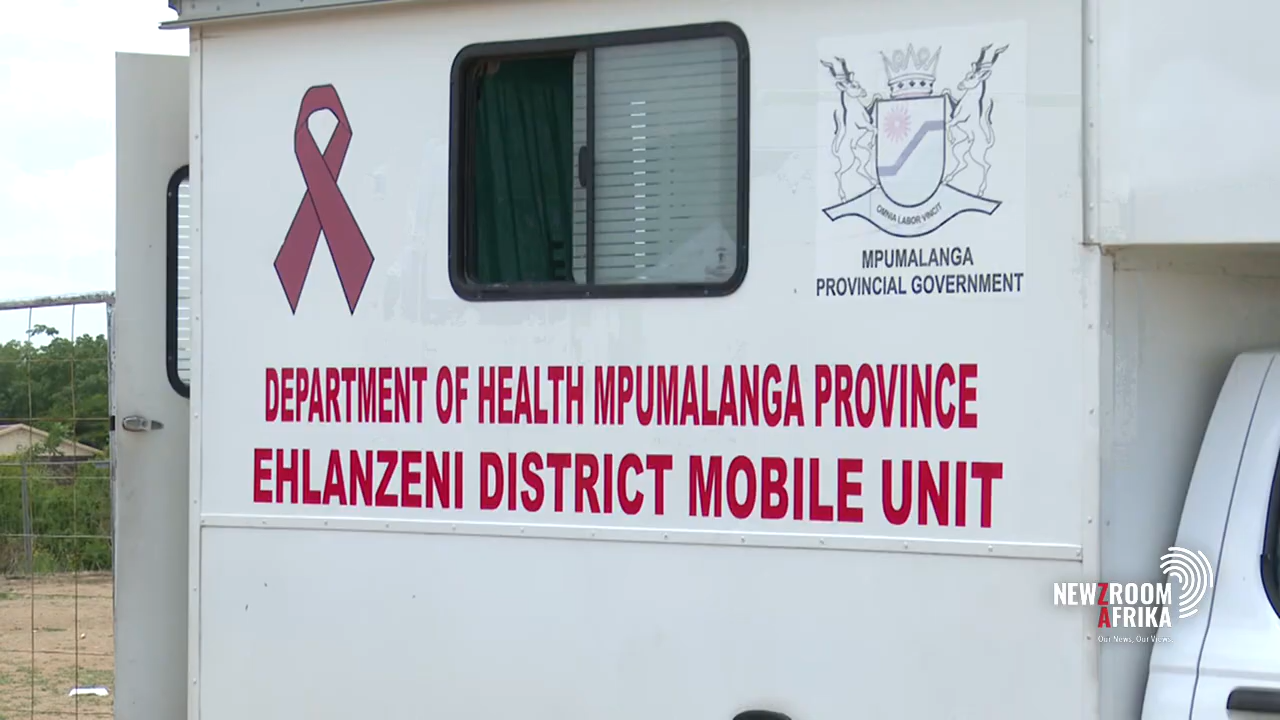 OMNIA LABOR VINCIT
MPUMALANGA
PROVINCIAL GOVERNMENT
DEPARTMENT OF HEALTH MPUMALANGA PROVINCE
EHLANZENI DISTRICT MOBILE UNIT
NEWZROOM
AFRIKA
Our News, Our Views